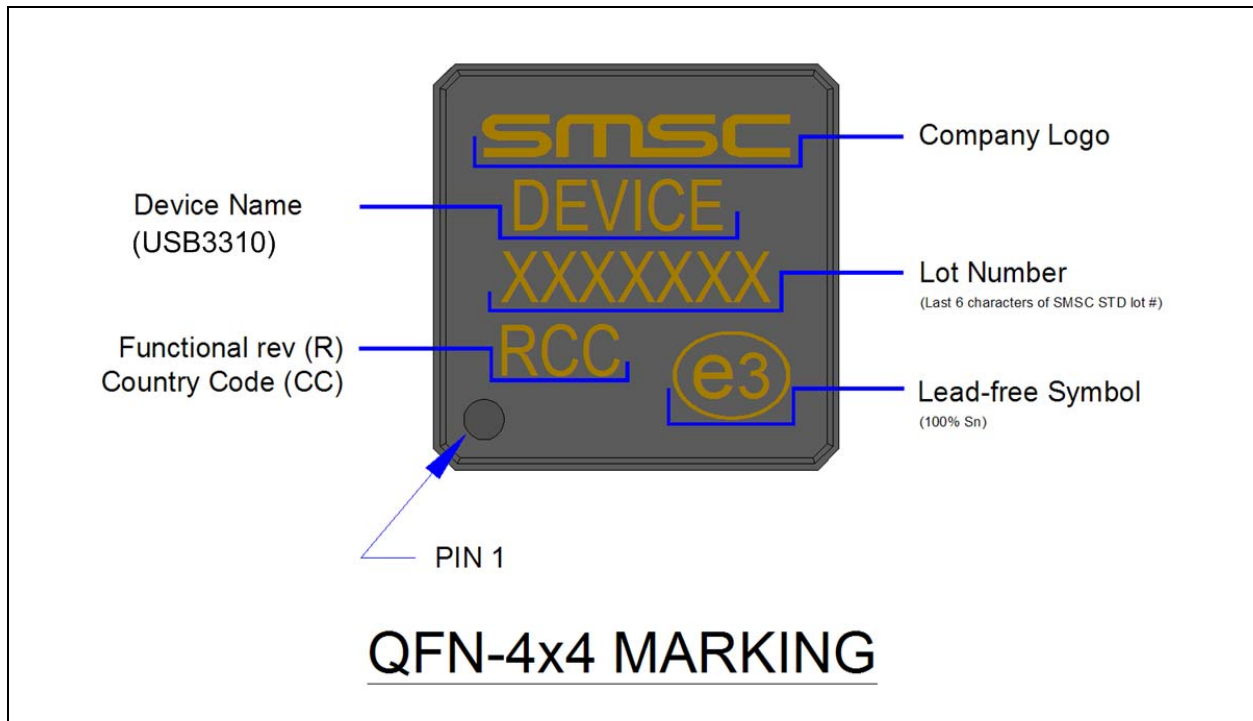 smsc
Company Logo
Device Name
(USB3310)
DEVICE
XXXXXXX
Lot Number
(Last 6 characters of SMSC STD lot #)
Functional rev (R)
Country Code (CC)
RCC
e3
Lead-free Symbol
(100% Sn)
PIN 1
QFN-4x4 MARKING